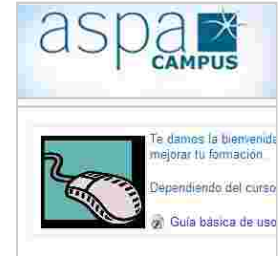 aspa
CAMPUS
Te damos la bienvenida
mejorar tu formación
Dependiendo del curso
Guía básica de uso